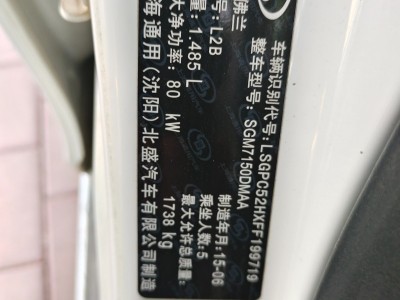 佛兰
车辆识别代号: LSGPC52HXFF199719
整车型号: SGM7150DMAA
号: L2B
量: 1.485 L
大净功率: 80 kW
制造年月: 15-06
乘坐人数: 5
最大允许总质量:
1738 kg
海通用(沈阳)北盛汽车有限公司制造